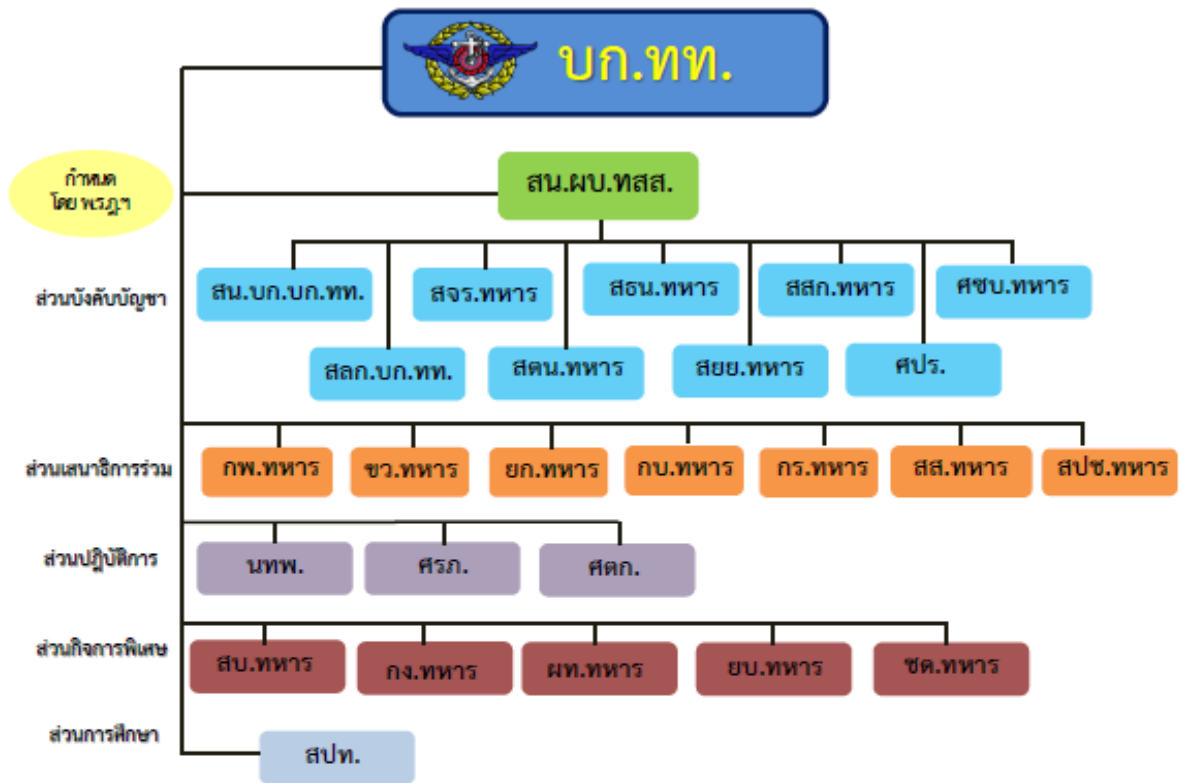 บก.ทท.
กำหนด
โดย พ.ร.ฎ.ฯ
สน.ผบ.ทสส.
ส่วนบังคับบัญชา
สน.บก.บก.ทท.
สจร.ทหาร
สธน.ทหาร
สสก.ทหาร
ศซบ.ทหาร
สลก.บก.ทท.
สตน.ทหาร
สยย.ทหาร
ศปร.
ส่วนเสนาธิการร่วม
กพ.ทหาร
ขว.ทหาร
ยก.ทหาร
กบ.ทหาร
กร.ทหาร
สส.ทหาร
สปช.ทหาร
ส่วนปฏิบัติการ
นทพ.
ศรภ.
ศตก.
ส่วนกิจการพิเศษ
สบ.ทหาร
กง.ทหาร
ผท.ทหาร
ยบ.ทหาร
ชด.ทหาร
ส่วนการศึกษา
สปท.